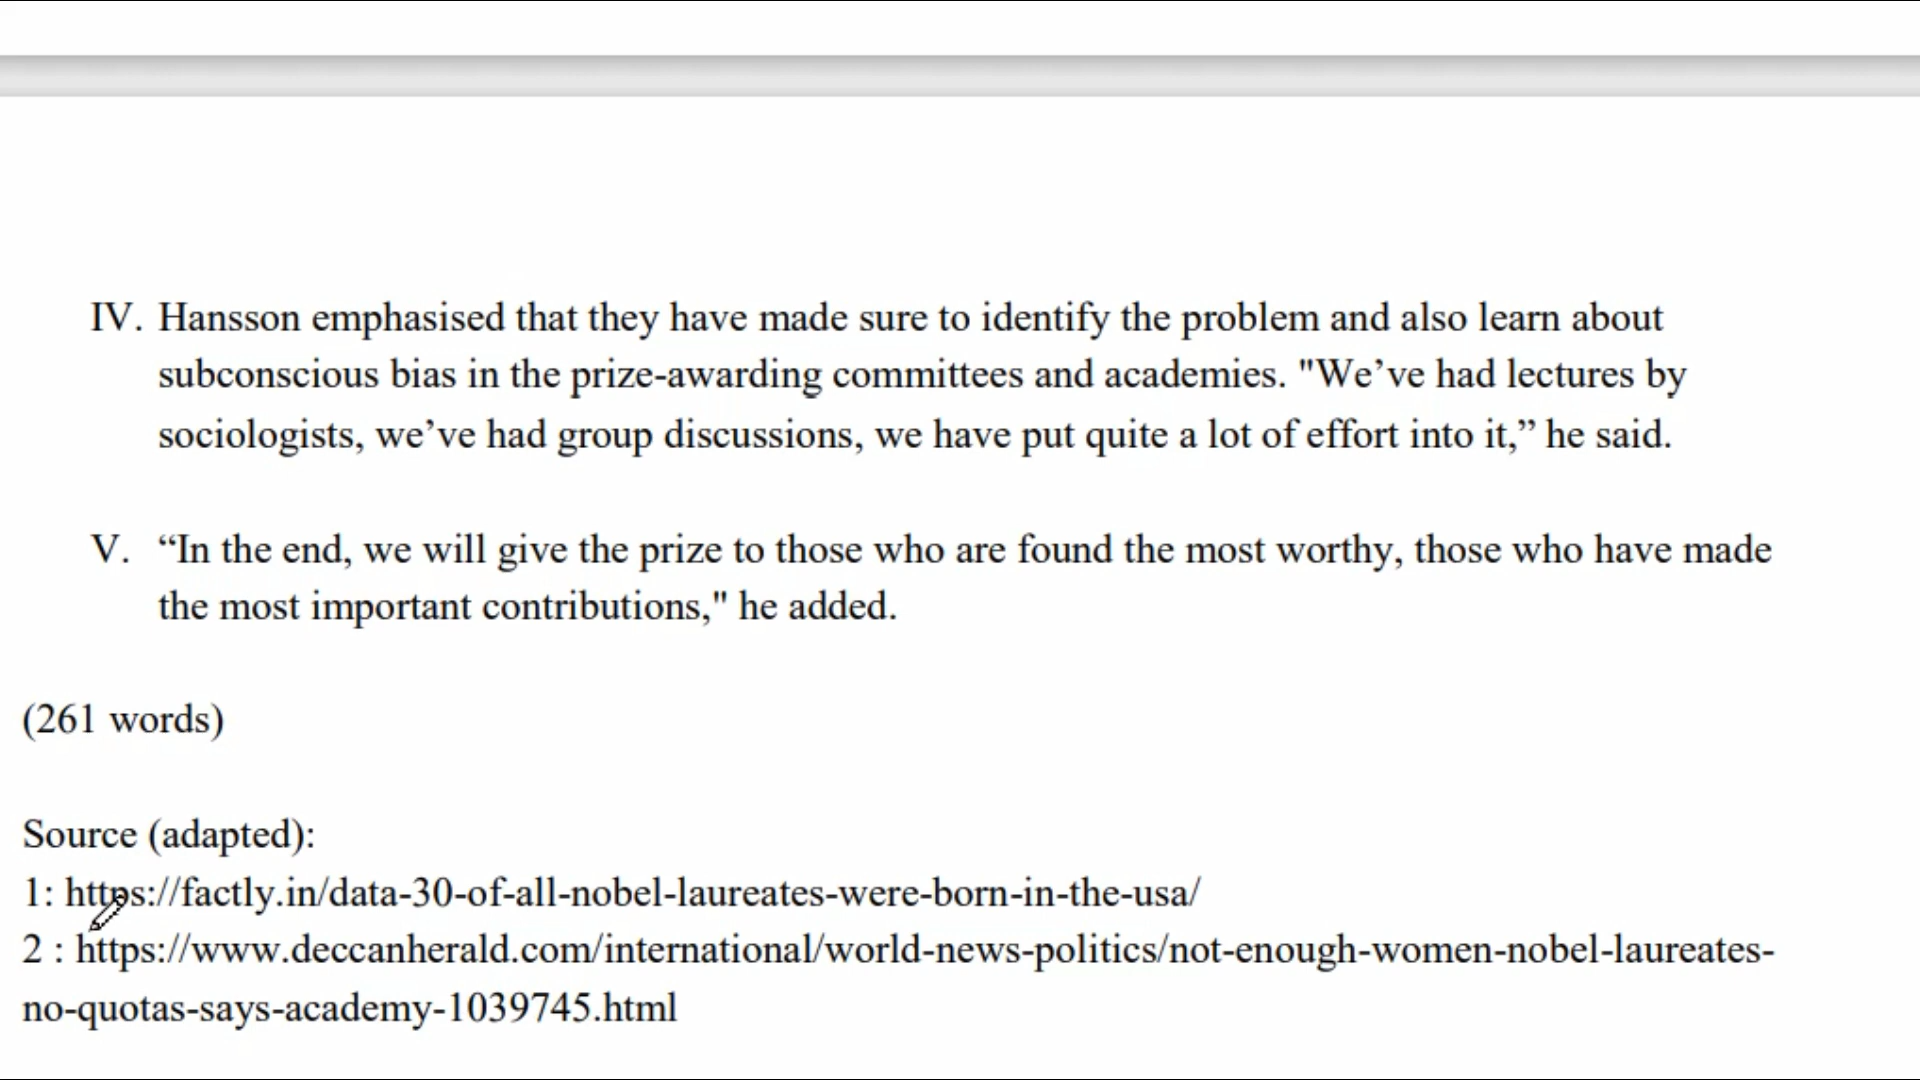 IV. Hansson emphasised that they have made sure to identify the problem and also learn about
subconscious bias in the prize-awarding committees and academies. "We’ve had lectures by
sociologists, we’ve had group discussions, we have put quite a lot of effort into it,” he said.
V. “In the end, we will give the prize to those who are found the most worthy, those who have made
the most important contributions," he added.
(261 words)
Source (adapted):
1: https://factly.in/data-30-of-all-nobel-laureates-were-born-in-the-usa/
2 : https://www.deccanherald.com/international/world-news-politics/not-enough-women-nobel-laureates-
no-quotas-says-academy-1039745.html